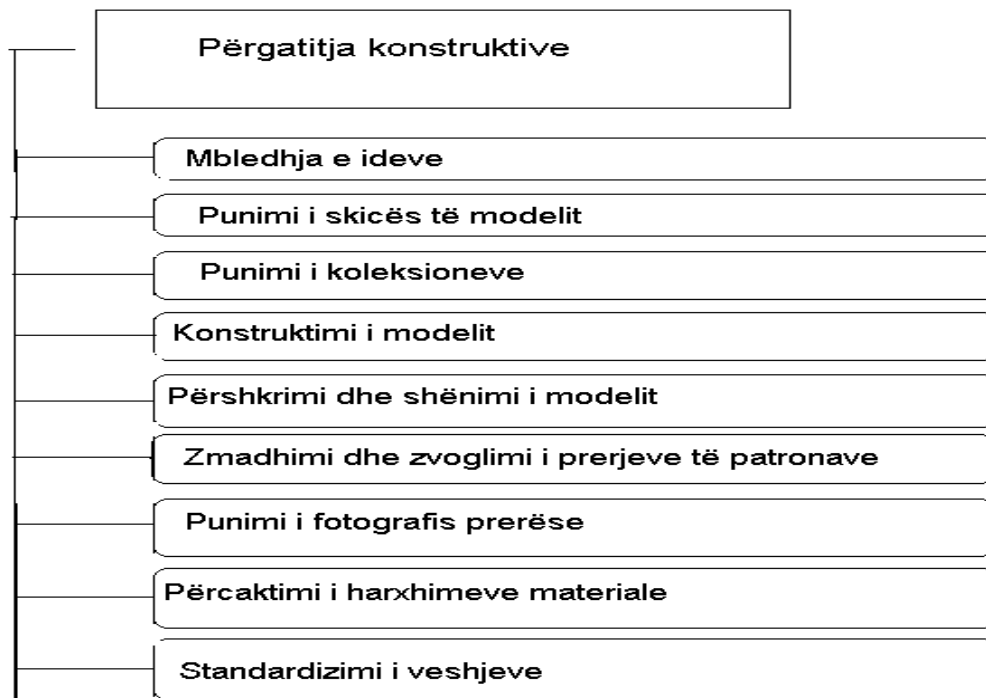 Përgatitja konstruktive
Mbledhja e ideve
Punimi i skicës të modelit
Punimi i koleksioneve
Konstruktimi i modelit
Përshkrimi dhe shënimi i modelit
Zmadhimi dhe zvoglimi i prerjeve të patronave
Punimi i fotografis prerëse
Përcaktimi i harxhimeve materiale
Standardizimi i veshjeve